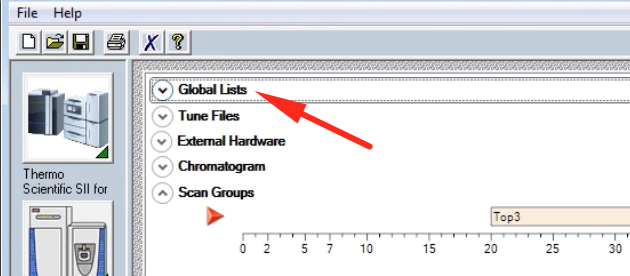 File Help
Global Lists
Tune Files
External Hardware
Chromatogram
Scan Groups
Thermo
Scientific SII for
Top3
0 2 5 7 10 15 20 25 30